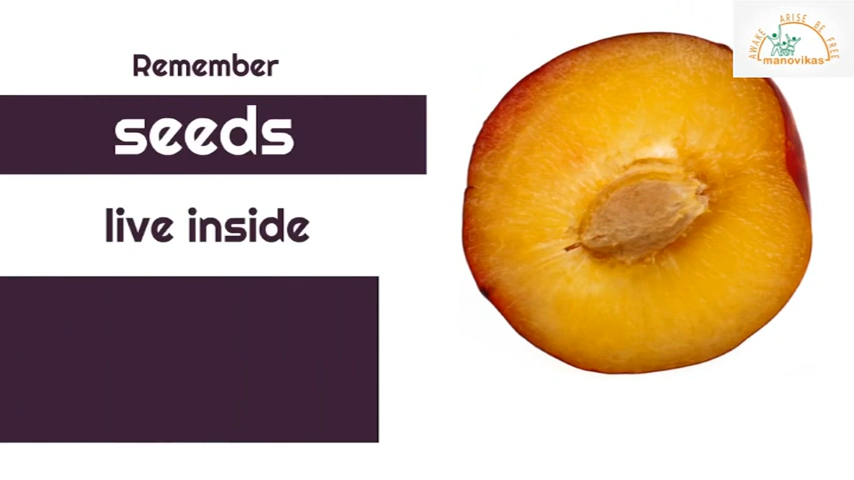 Remember
seeds
live inside
AWAKE ARISE BE FREE
manovikas